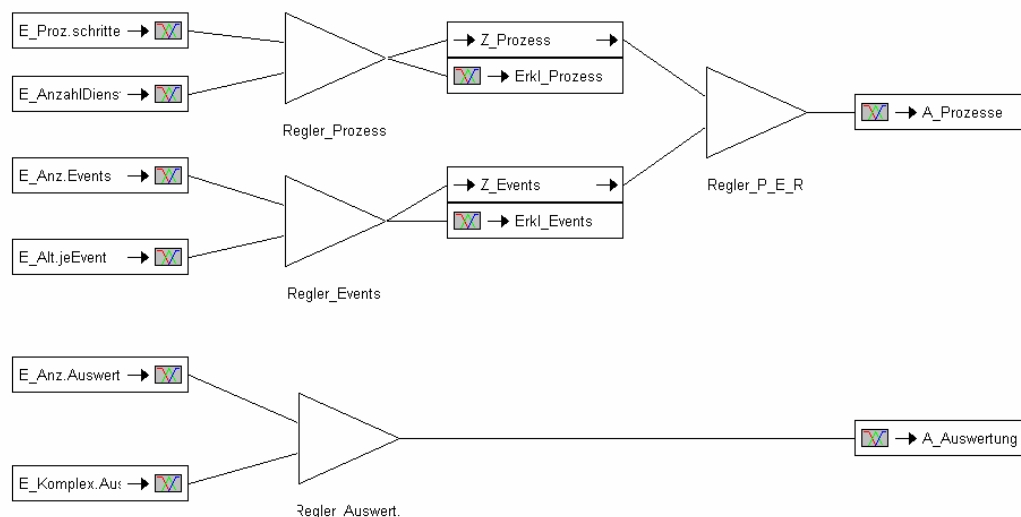 E_Proz.schritte
Z_Prozess
Erkl_Prozess
E_AnzahlDiens
Regler_Prozess
A_Prozesse
E_Anz.Events
Z_Events
Regler_P_E_R
Erkl_Events
E_Alt.jeEvent
Regler_Events
E_Anz.Auswert
A_Auswertung
E_Komplex.Aus
Regler_Auswert.